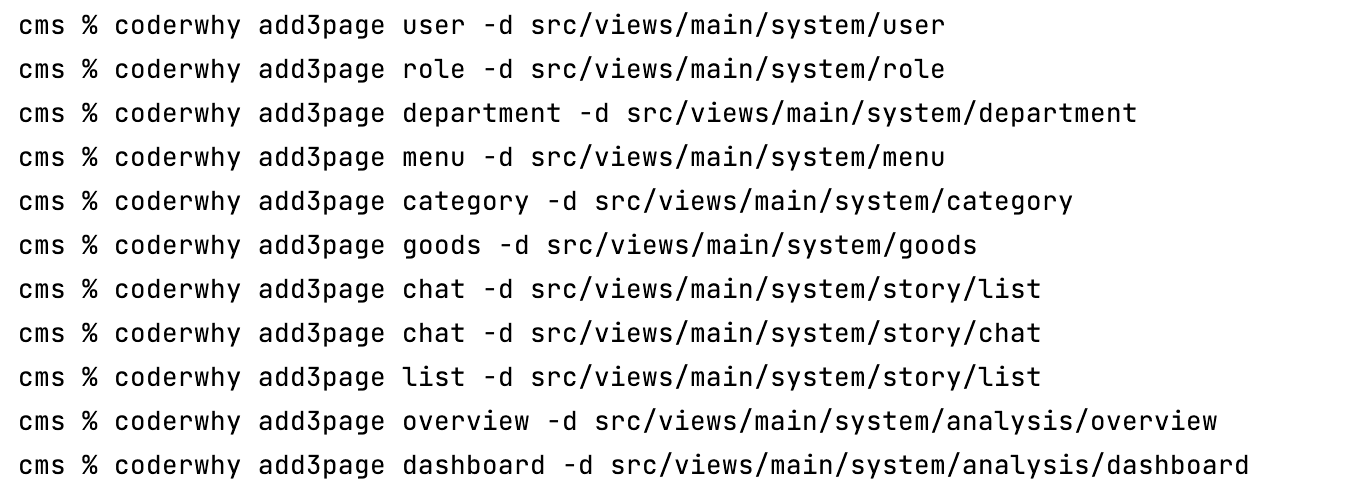 cms % coderwhy add3page user -d src/views/main/system/user
cms % coderwhy add3page role -d src/views/main/system/role
cms % coderwhy add3page department -d src/views/main/system/department
cms % coderwhy add3page menu -d src/views/main/system/menu
cms % coderwhy add3page category -d src/views/main/system/category
cms % coderwhy add3page goods -d src/views/main/system/goods
cms % coderwhy add3page chat -d src/views/main/system/story/list
cms % coderwhy add3page chat -d src/views/main/system/story/chat
cms % coderwhy add3page list -d src/views/main/system/story/list
cms % coderwhy add3page overview -d src/views/main/system/analysis/overview
cms % coderwhy add3page dashboard -d src/views/main/system/analysis/dashboard